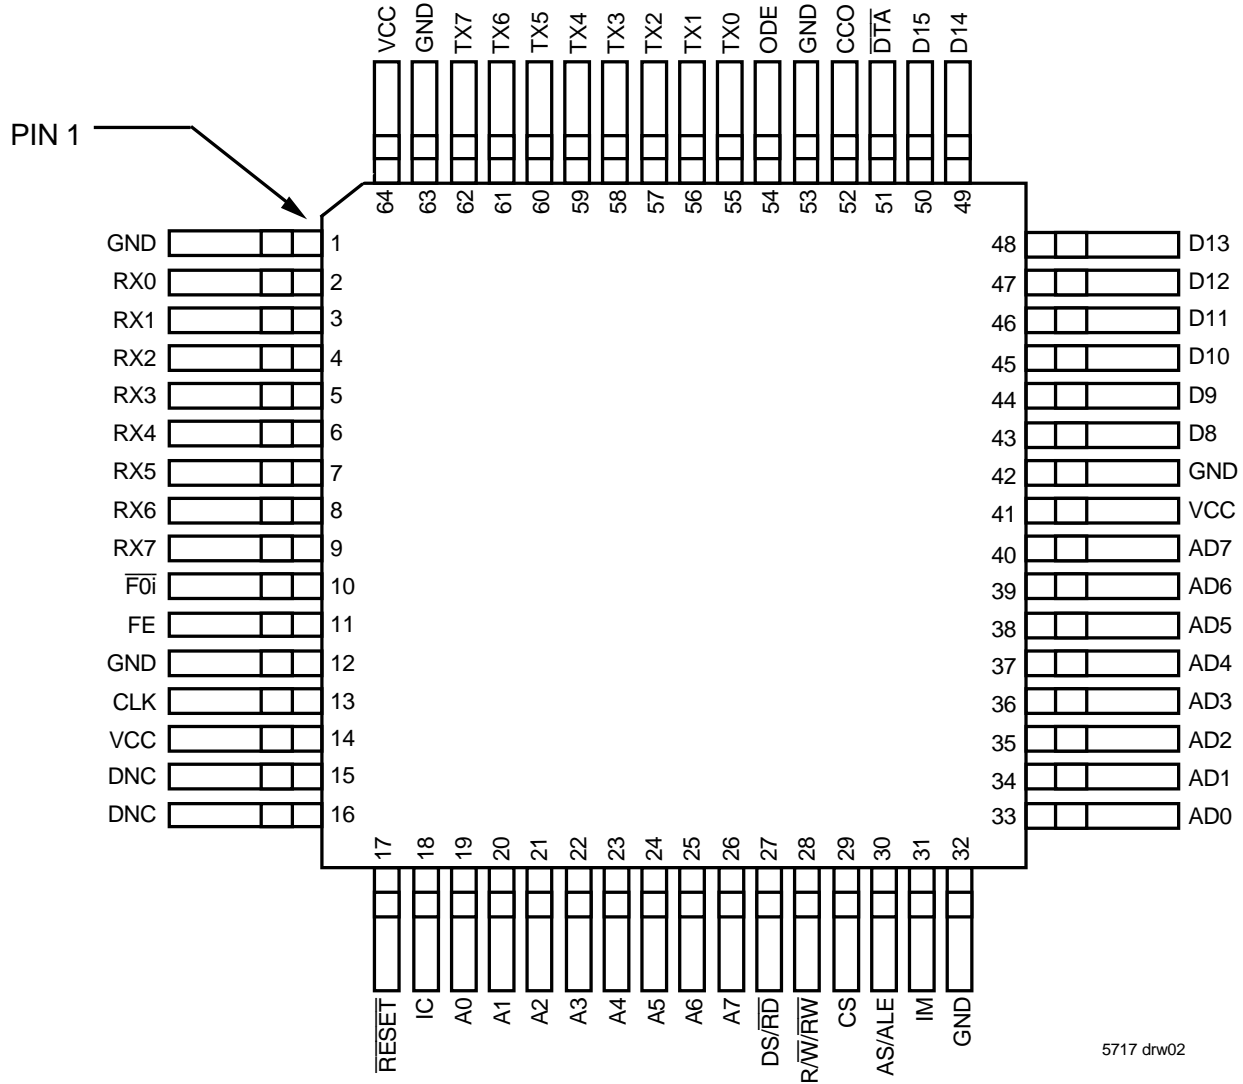 VCC GND TX7 TX6 TX5 TX4 TX3 TX2 TX1 TX0 ODE GND CCO D̅T̅A̅ D15 D14
PIN 1
64 63 62 61 60 59 58 57 56 55 54 53 52 51 50 49
GND 1 48 D13
RX0 2 47 D12
RX1 3 46 D11
RX2 4 45 D10
RX3 5 44 D9
RX4 6 43 D8
RX5 7 42 GND
RX6 8 41 VCC
RX7 9 40 AD7
F̅0̅i̅ 10 39 AD6
FE 11 38 AD5
GND 12 37 AD4
CLK 13 36 AD3
VCC 14 35 AD2
DNC 15 34 AD1
DNC 16 33 AD0
17 18 19 20 21 22 23 24 25 26 27 28 29 30 31 32
R̅E̅S̅E̅T̅ IC A0 A1 A2 A3 A4 A5 A6 A7 DS/R̅D̅ R/W̅/R̅W̅ CS AS/ALE IM GND
5717 drw02